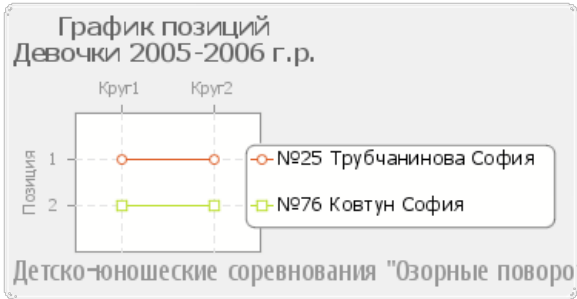 График позиций
Девочки 2005-2006 г.р.
Круг1 Круг2
Позиция
1
2
№25 Трубчанинова София
№76 Ковтун София
Детско-юношеские соревнования "Озорные поворо